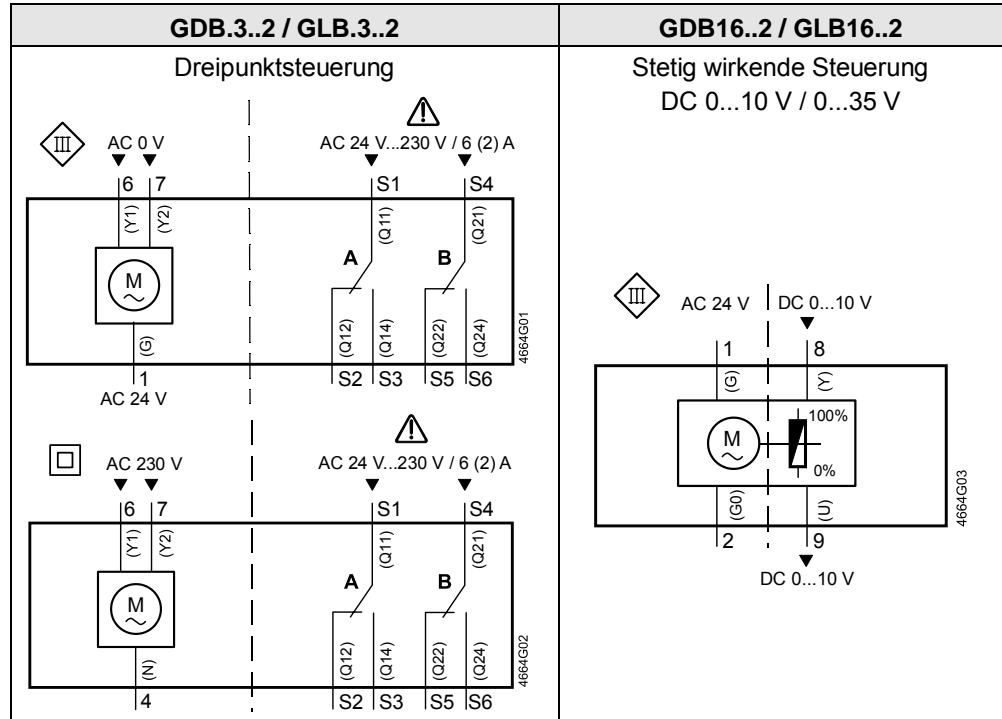 GDB.3..2 / GLB.3..2
GDB16..2 / GLB16..2
Dreipunktsteuerung
Stetig wirkende Steuerung
DC 0...10 V / 0...35 V
III AC 0 V
AC 24 V...230 V / 6 (2) A
6 7 S1 S4
(Y1) (Y2) (Q11) (Q21)
A B
M
(G) (Q12) (Q14) (Q22) (Q24)
1 S2 S3 S5 S6
AC 24 V
4664G01
AC 230 V
AC 24 V...230 V / 6 (2) A
6 7 S1 S4
(Y1) (Y2) (Q11) (Q21)
A B
M
(N) (Q12) (Q14) (Q22) (Q24)
4 S2 S3 S5 S6
4664G02
III AC 24 V DC 0...10 V
1 8
(G) (Y)
100%
M
0%
(G0) (U)
2 9
DC 0...10 V
4664G03